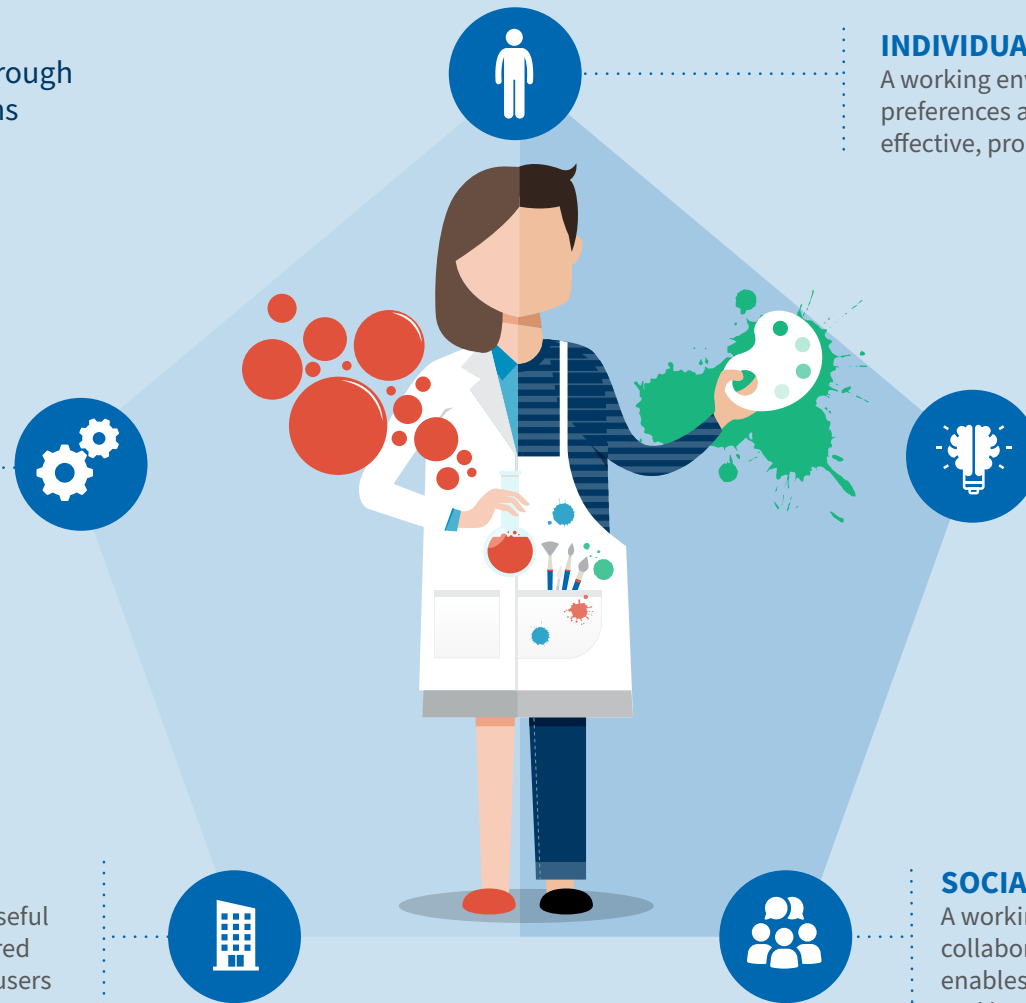 rough
ns
INDIVIDUA
A working env
preferences a
effective, pro
seful
red
users
SOCIA
A workin
collabor
enables